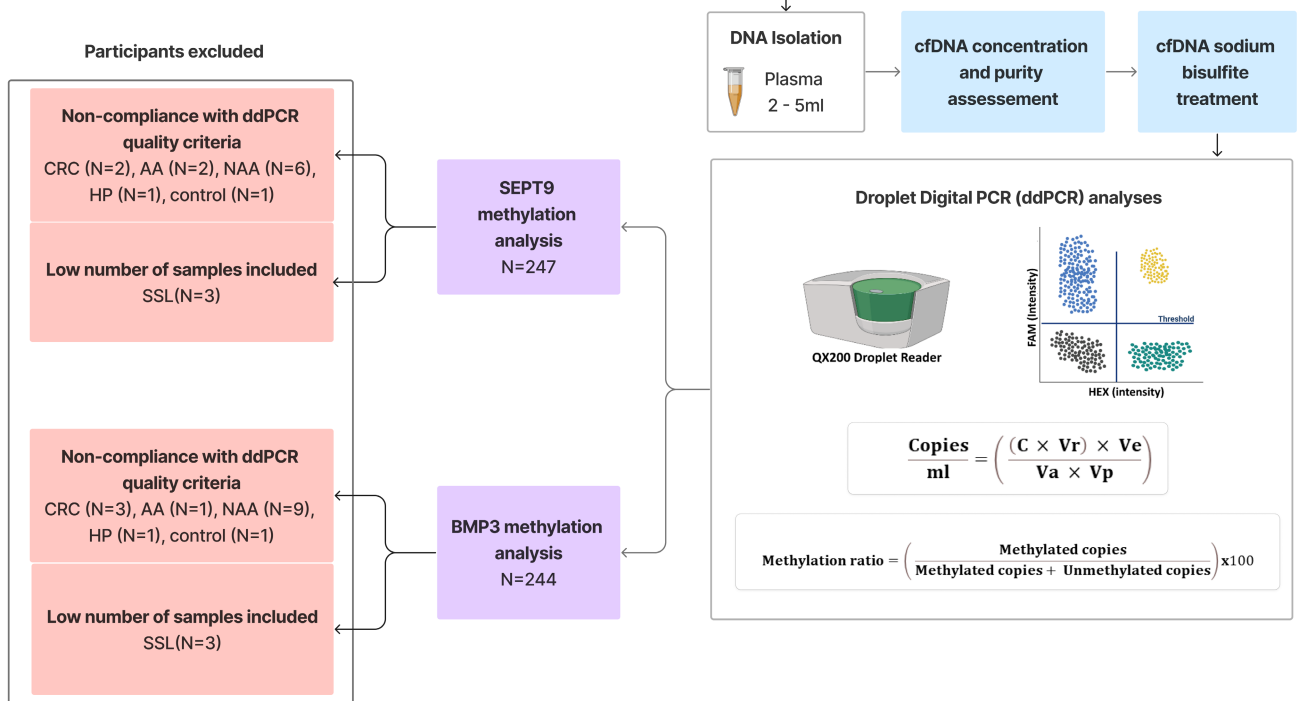 Participants excluded
Non-compliance with ddPCR
quality criteria
CRC (N=2), AA (N=2), NAA (N=6),
HP (N=1), control (N=1)
Low number of samples included
SSL(N=3)
Non-compliance with ddPCR
quality criteria
CRC (N=3), AA (N=1), NAA (N=9),
HP (N=1), control (N=1)
Low number of samples included
SSL(N=3)
SEPT9
methylation
analysis
N=247
BMP3 methylation
analysis
N=244
DNA Isolation
Plasma
2 - 5ml
cfDNA concentration
and purity
assessement
cfDNA sodium
bisulfite
treatment
Droplet Digital PCR (ddPCR) analyses
QX200 Droplet Reader
FAM (Intensity)
Threshold
HEX (intensity)
Copies
ml
=
(C × Vr) × Ve
Va × Vp
Methylation ratio =
Methylated copies
Methylated copies + Unmethylated copies
x100